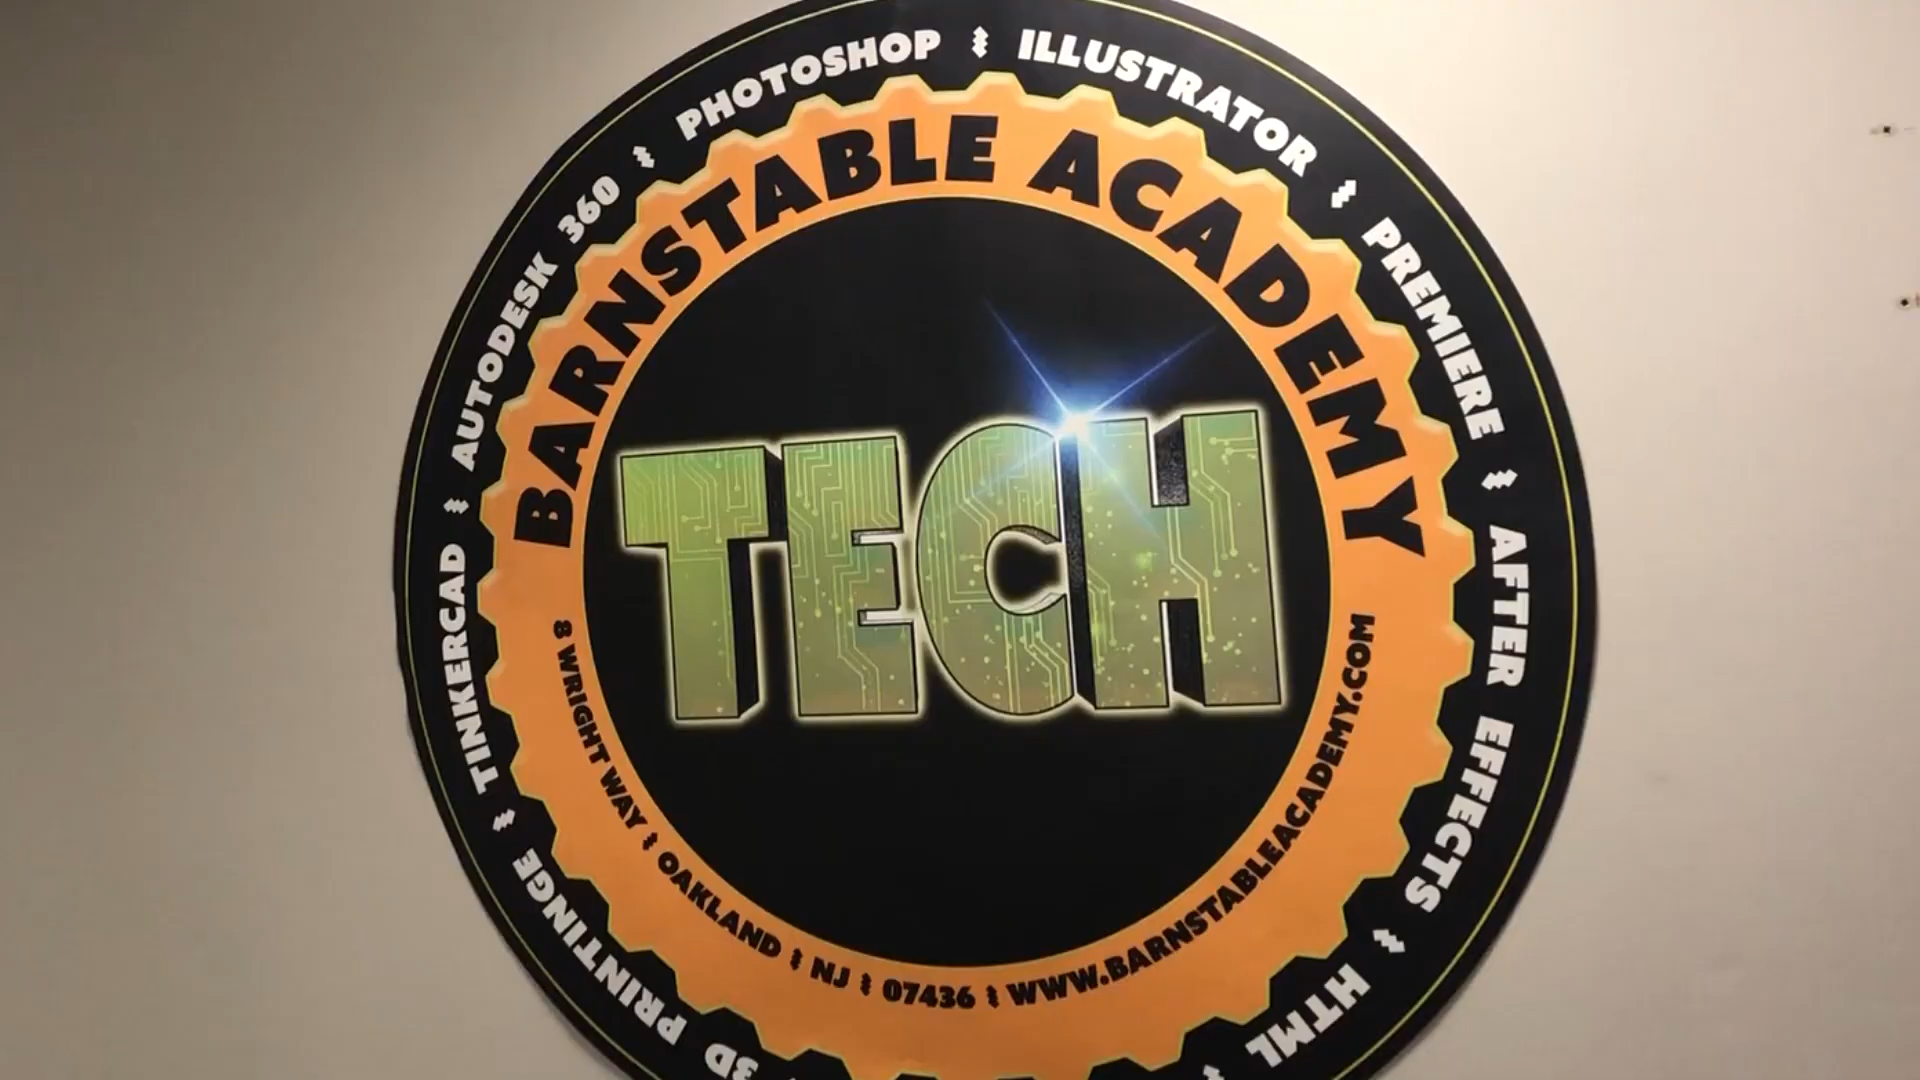 PHOTOSHOP
ILLUSTRATOR
PREMIERE
AFTER EFFECTS
HTML
3D PRINTINGE
TINKERCAD
AUTODESK 360
BARNSTABLE ACADEMY
TECH
8 WRIGHT WAY OAKLAND NJ 07436 WWW.BARNSTABLEACADEMY.COM